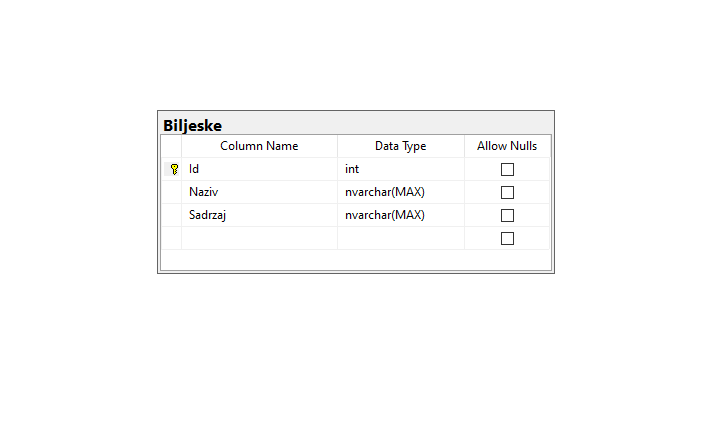 Biljeske
Column Name Data Type Allow Nulls
Id int
Naziv nvarchar(MAX)
Sadrzaj nvarchar(MAX)